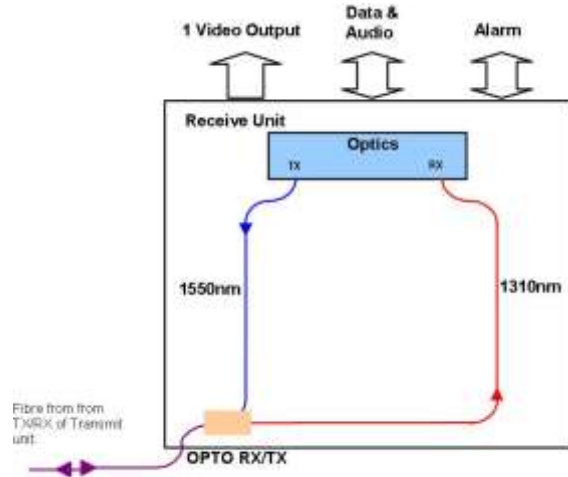 1 Video Output
Data &
Audio
Alarm
Receive Unit
Optics
TX
RX
1550nm
1310nm
Fibre from from
TX/RX of Transmit
unit
OPTO RX/TX